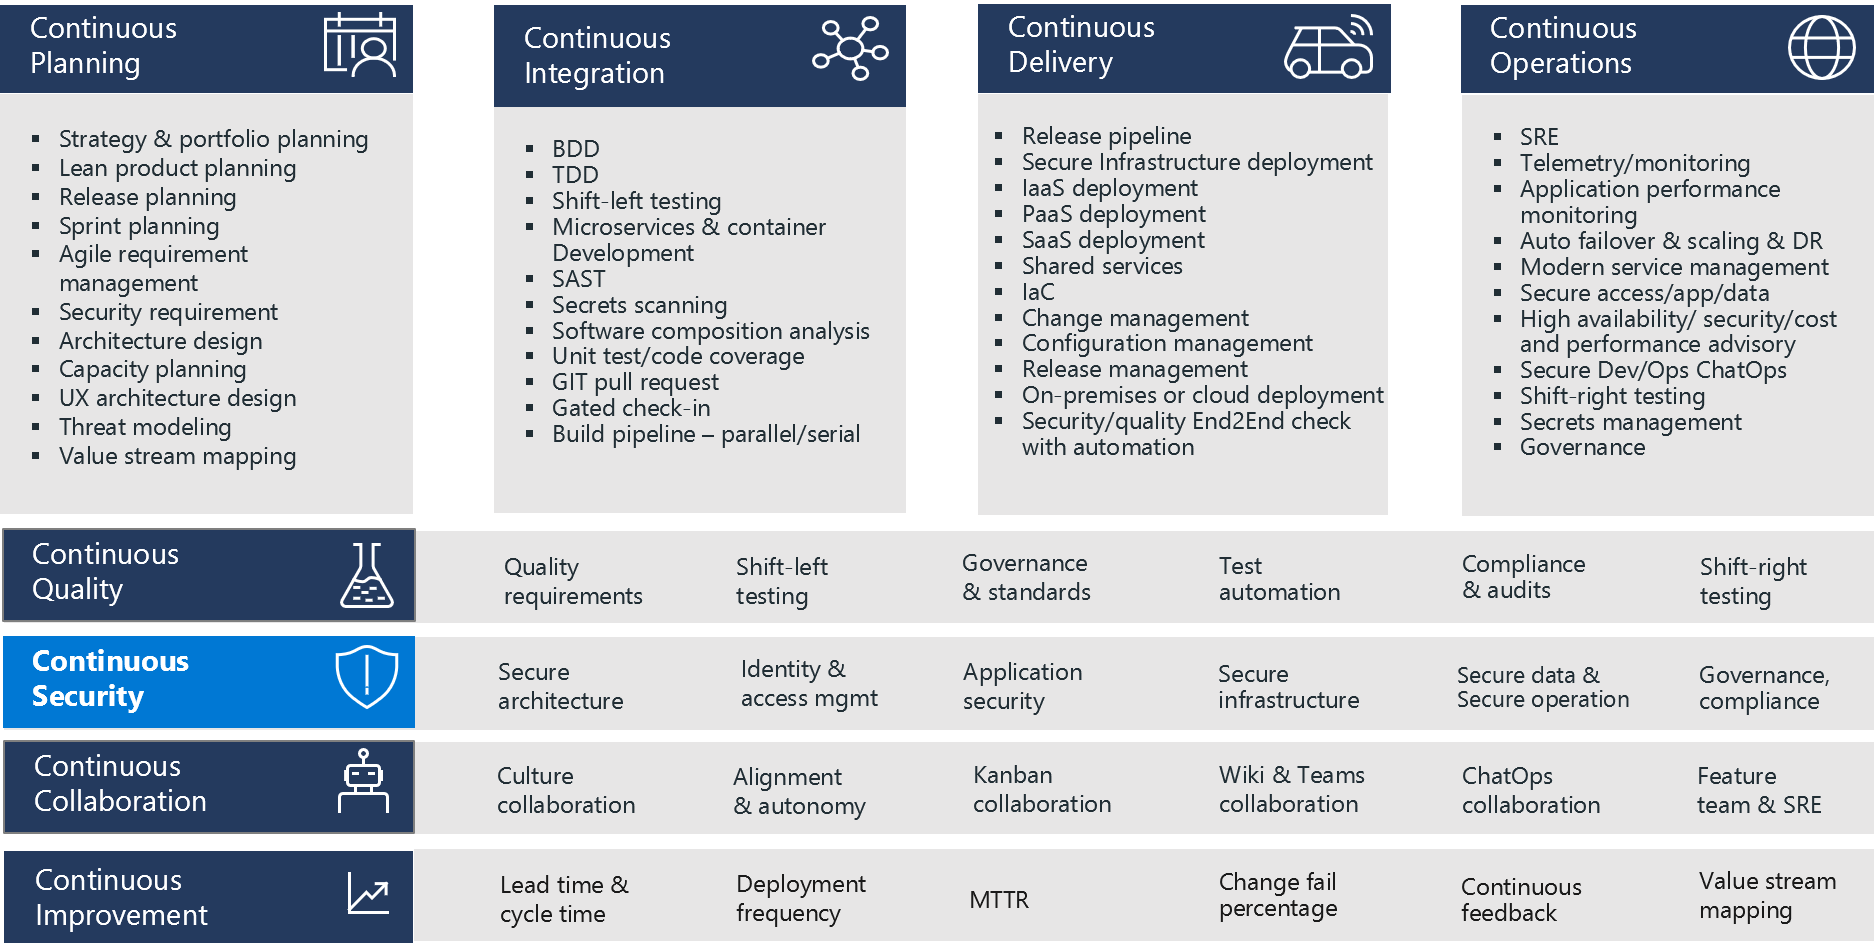 Continuous
Planning
▪ Strategy & portfolio planning
▪ Lean product planning
▪ Release planning
▪ Sprint planning
▪ Agile requirement
management
▪ Security requirement
▪ Architecture design
▪ Capacity planning
▪ UX architecture design
▪ Threat modeling
▪ Value stream mapping
Continuous
Integration
▪ BDD
▪ TDD
▪ Shift-left testing
▪ Microservices & container
Development
▪ SAST
▪ Secrets scanning
▪ Software composition analysis
▪ Unit test/code coverage
▪ GIT pull request
▪ Gated check-in
▪ Build pipeline – parallel/serial
Continuous
Delivery
▪ Release pipeline
▪ Secure Infrastructure deployment
▪ IaaS deployment
▪ PaaS deployment
▪ SaaS deployment
▪ Shared services
▪ IaC
▪ Change management
▪ Configuration management
▪ Release management
▪ On-premises or cloud deployment
▪ Security/quality End2End check
with automation
Continuous
Operations
▪ SRE
▪ Telemetry/monitoring
▪ Application performance
monitoring
▪ Auto failover & scaling & DR
▪ Modern service management
▪ Secure access/app/data
▪ High availability/ security/cost
and performance advisory
▪ Secure Dev/Ops ChatOps
▪ Shift-right testing
▪ Secrets management
▪ Governance
Continuous
Quality
Quality
requirements
Shift-left
testing
Governance
& standards
Test
automation
Compliance
& audits
Shift-right
testing
Continuous
Security
Secure
architecture
Identity &
access mgmt
Application
security
Secure
infrastructure
Secure data &
Secure operation
Governance,
compliance
Continuous
Collaboration
Culture
collaboration
Alignment
& autonomy
Kanban
collaboration
Wiki & Teams
collaboration
ChatOps
collaboration
Feature
team & SRE
Continuous
Improvement
Lead time &
cycle time
Deployment
frequency
MTTR
Change fail
percentage
Continuous
feedback
Value stream
mapping